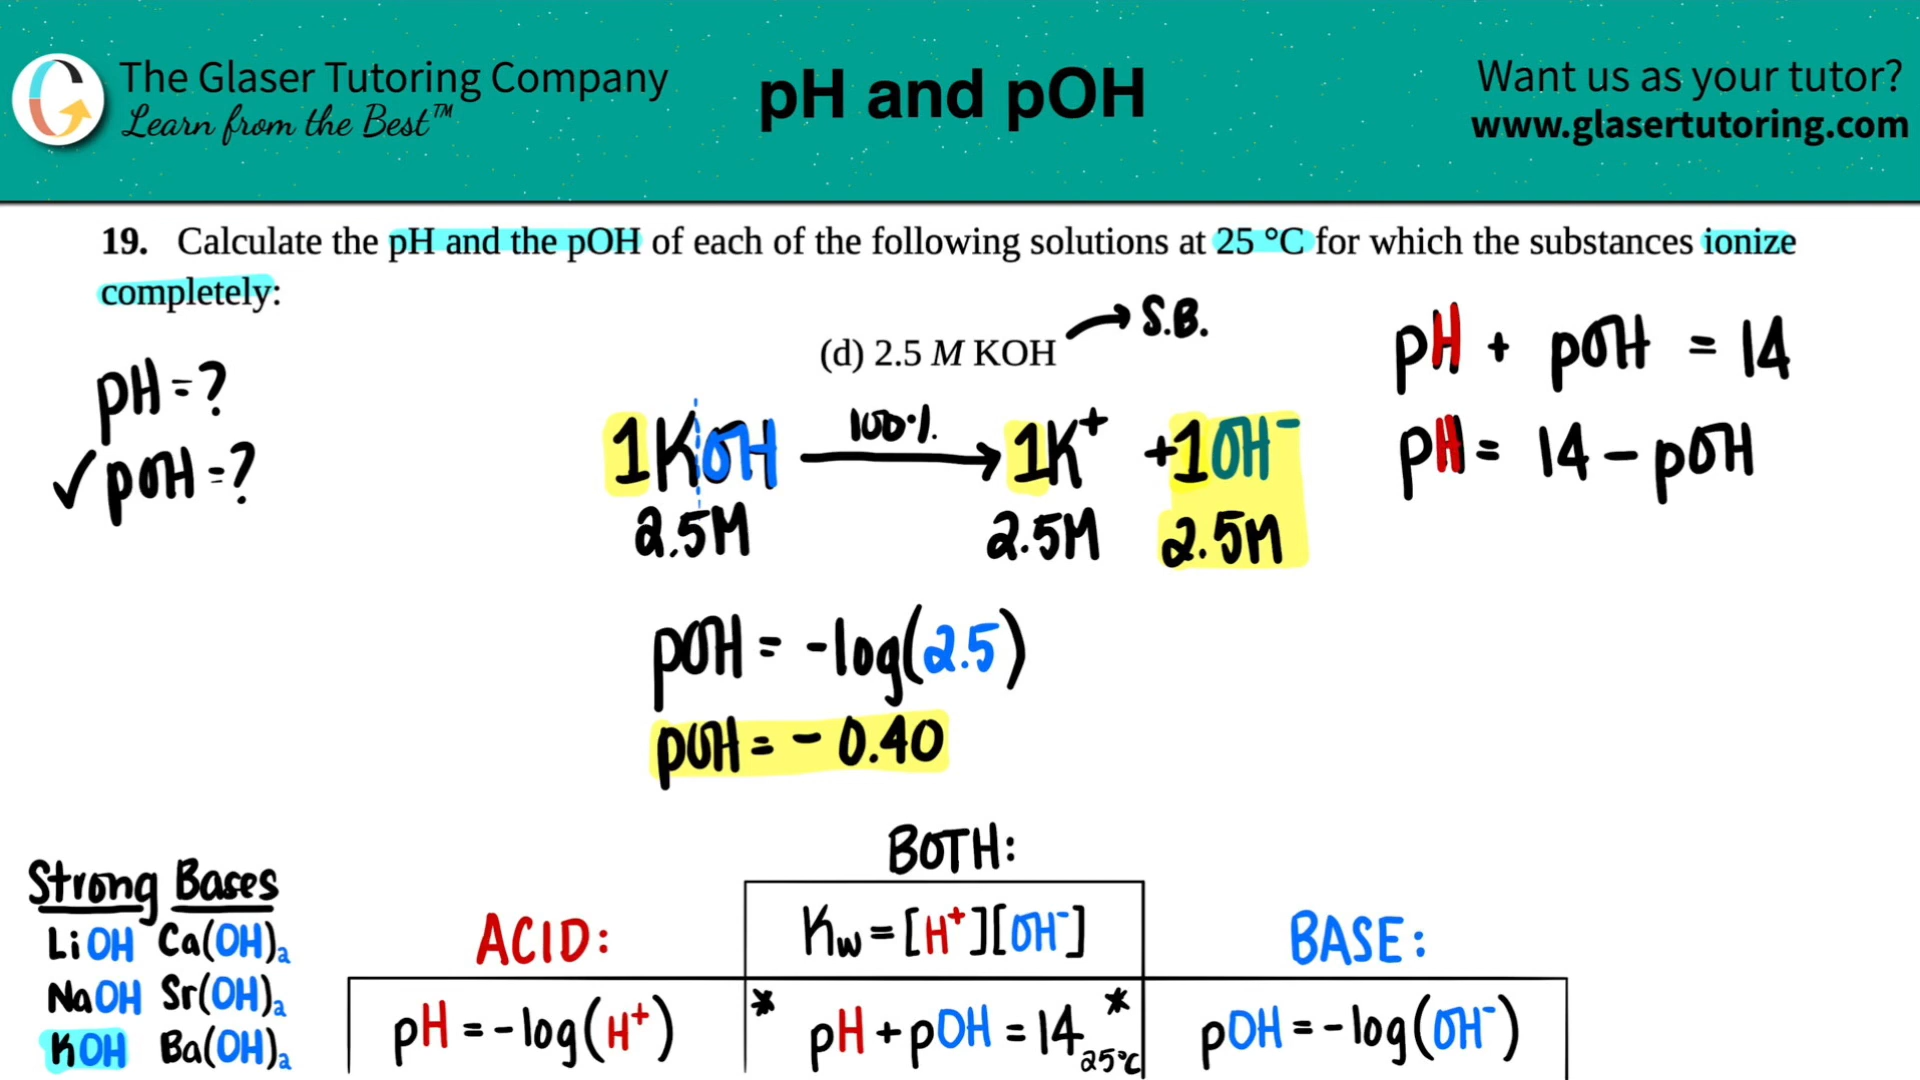 The Glaser Tutoring Company
Learn from the Best™
pH and pOH
Want us as your tutor?
www.glasertutoring.com
19. Calculate the pH and the pOH of each of the following solutions at 25 °C for which the substances ionize
completely:
(d) 2.5 M KOH → S.B.
pH = ?
✓ pOH = ?
1KOH 100%→ 1K⁺ + 1OH⁻
2.5M 2.5M 2.5M
pH + pOH = 14
pH = 14 - pOH
pOH = -log(2.5)
pOH = - 0.40
Strong Bases
LiOH Ca(OH)₂
NaOH Sr(OH)₂
KOH Ba(OH)₂
ACID:
pH = -log(H⁺)
BOTH:
Kw = [H⁺][OH⁻]
* pH + pOH = 14 * 25°C
BASE:
pOH = -log(OH⁻)